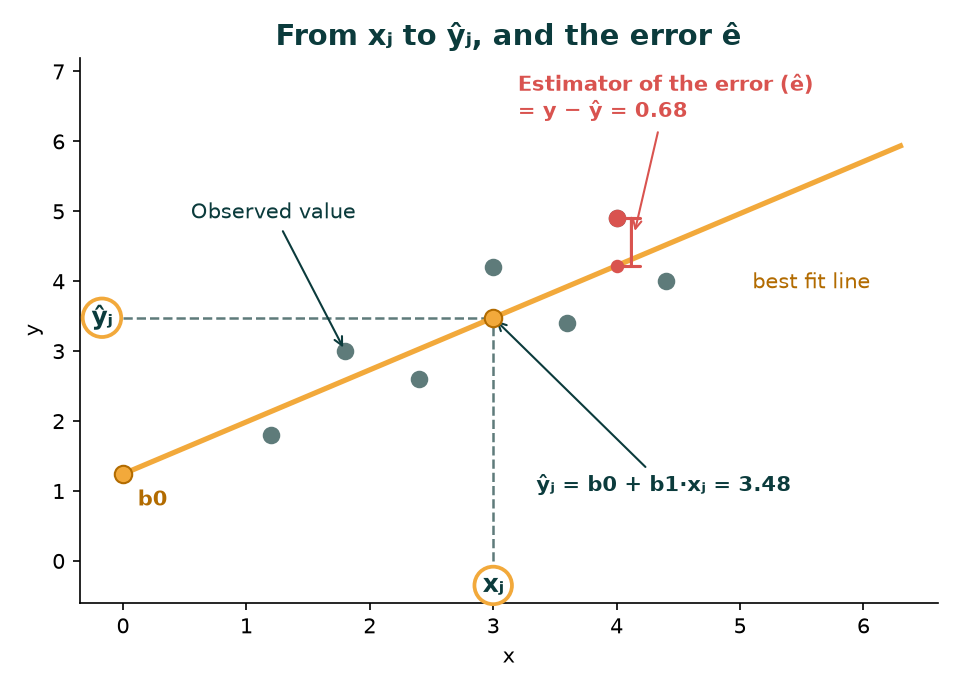 From xⱼ to ŷⱼ, and the error ê
Estimator of the error (ê)
= y − ŷ = 0.68
Observed value
best fit line
ŷⱼ
ŷⱼ = b0 + b1·xⱼ = 3.48
b0
xⱼ
7
6
5
4
3
2
1
0
y
0 1 2 3 4 5 6
x